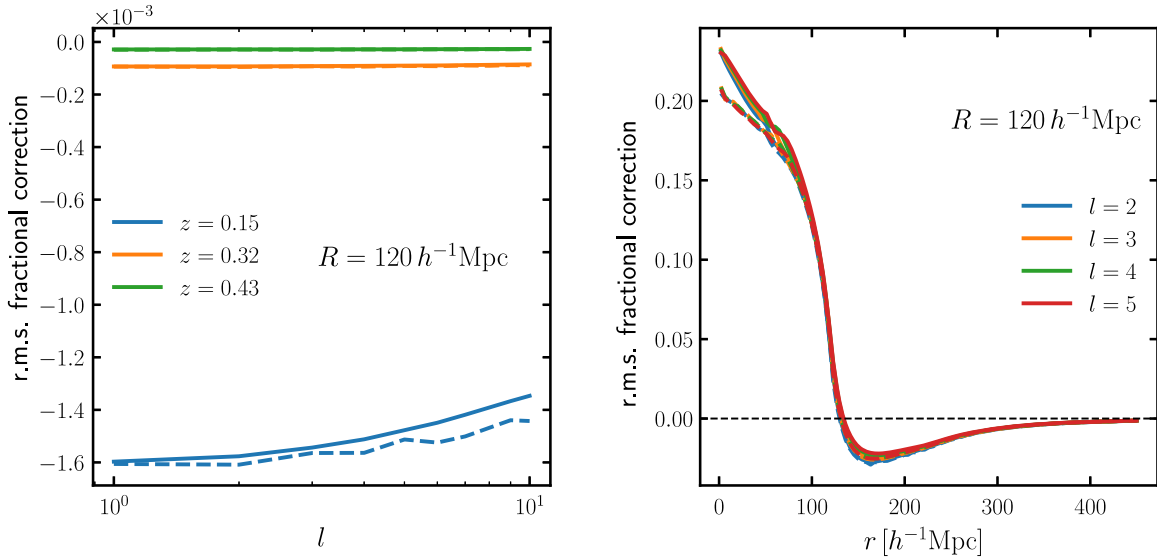 ×10⁻³
0.0
−0.2
−0.4
−0.6
−0.8
−1.0
−1.2
−1.4
−1.6
r.m.s. fractional correction
z = 0.15
z = 0.32
z = 0.43
R = 120 h⁻¹Mpc
10⁰
10¹
l
0.20
0.15
0.10
0.05
0.00
r.m.s. fractional correction
R = 120 h⁻¹Mpc
l = 2
l = 3
l = 4
l = 5
0
100
200
300
400
r [h⁻¹Mpc]